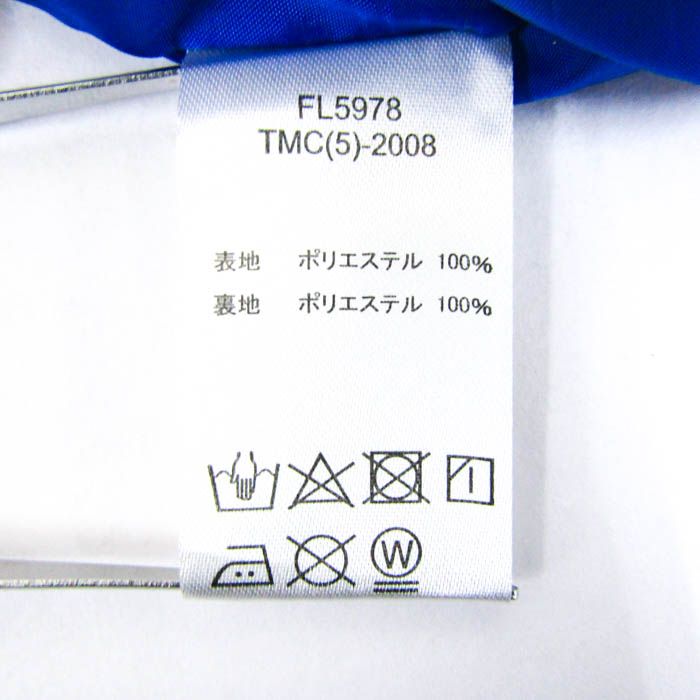 FL5978
TMC(5)-2008
表地 ポリエステル 100%
裏地 ポリエステル 100%
W